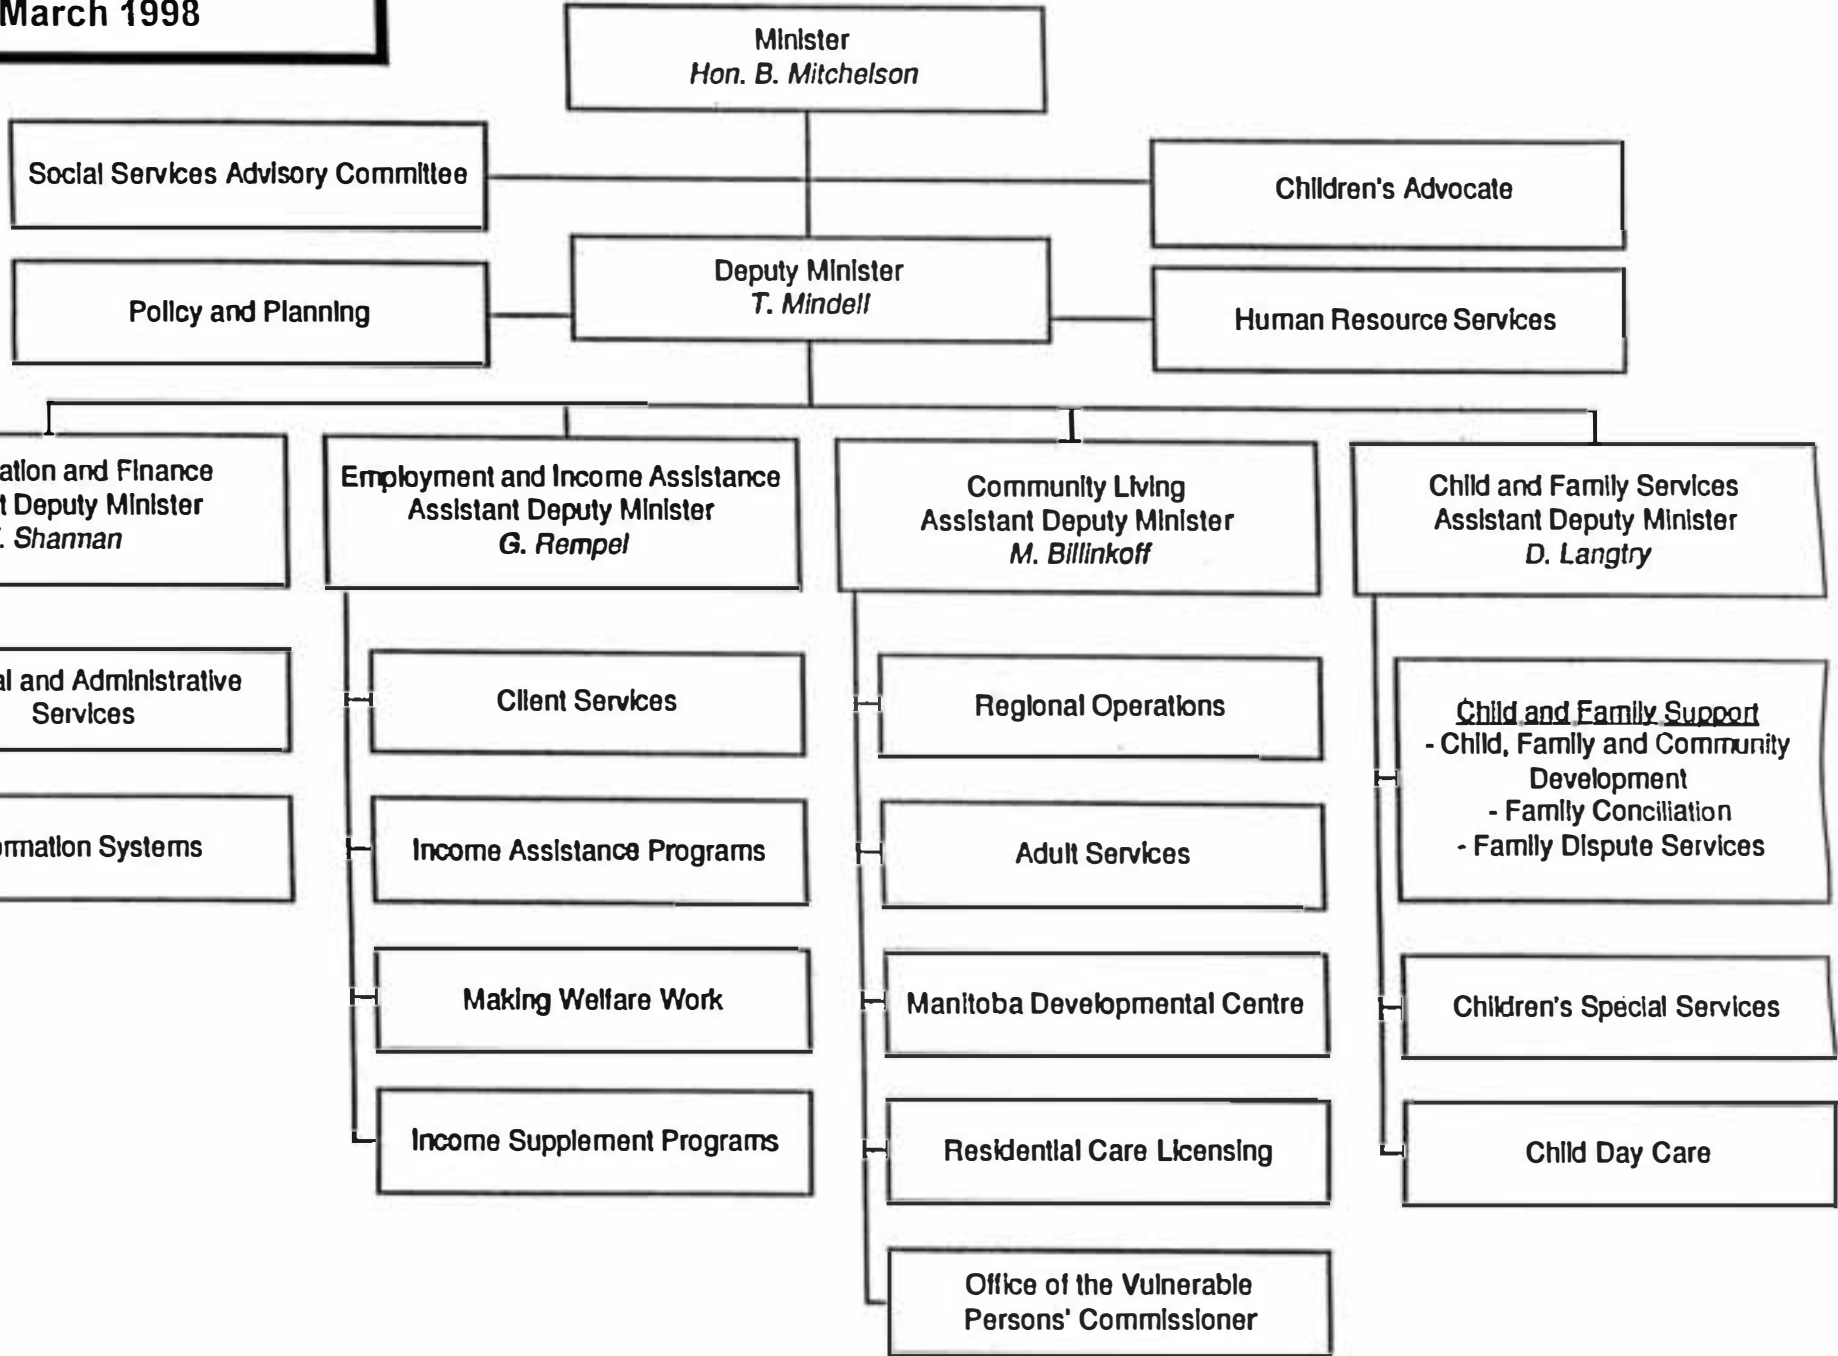 March 1998
Minister
Hon. B. Mitchelson
Social Services Advisory Committee
Children's Advocate
Deputy Minister
T. Mindell
Policy and Planning
Human Resource Services
and Finance
Deputy Minister
Shannan
Employment and Income Assistance
Assistant Deputy Minister
G. Rempel
Community Living
Assistant Deputy Minister
M. Billinkoff
Child and Family Services
Assistant Deputy Minister
D. Langtry
and Administrative
Services
Systems
Client Services
Income Assistance Programs
Making Welfare Work
Income Supplement Programs
Regional Operations
Adult Services
Manitoba Developmental Centre
Residential Care Licensing
Office of the Vulnerable
Persons' Commissioner
Child and Family Support
- Child, Family and Community
Development
- Family Conciliation
- Family Dispute Services
Children's Special Services
Child Day Care